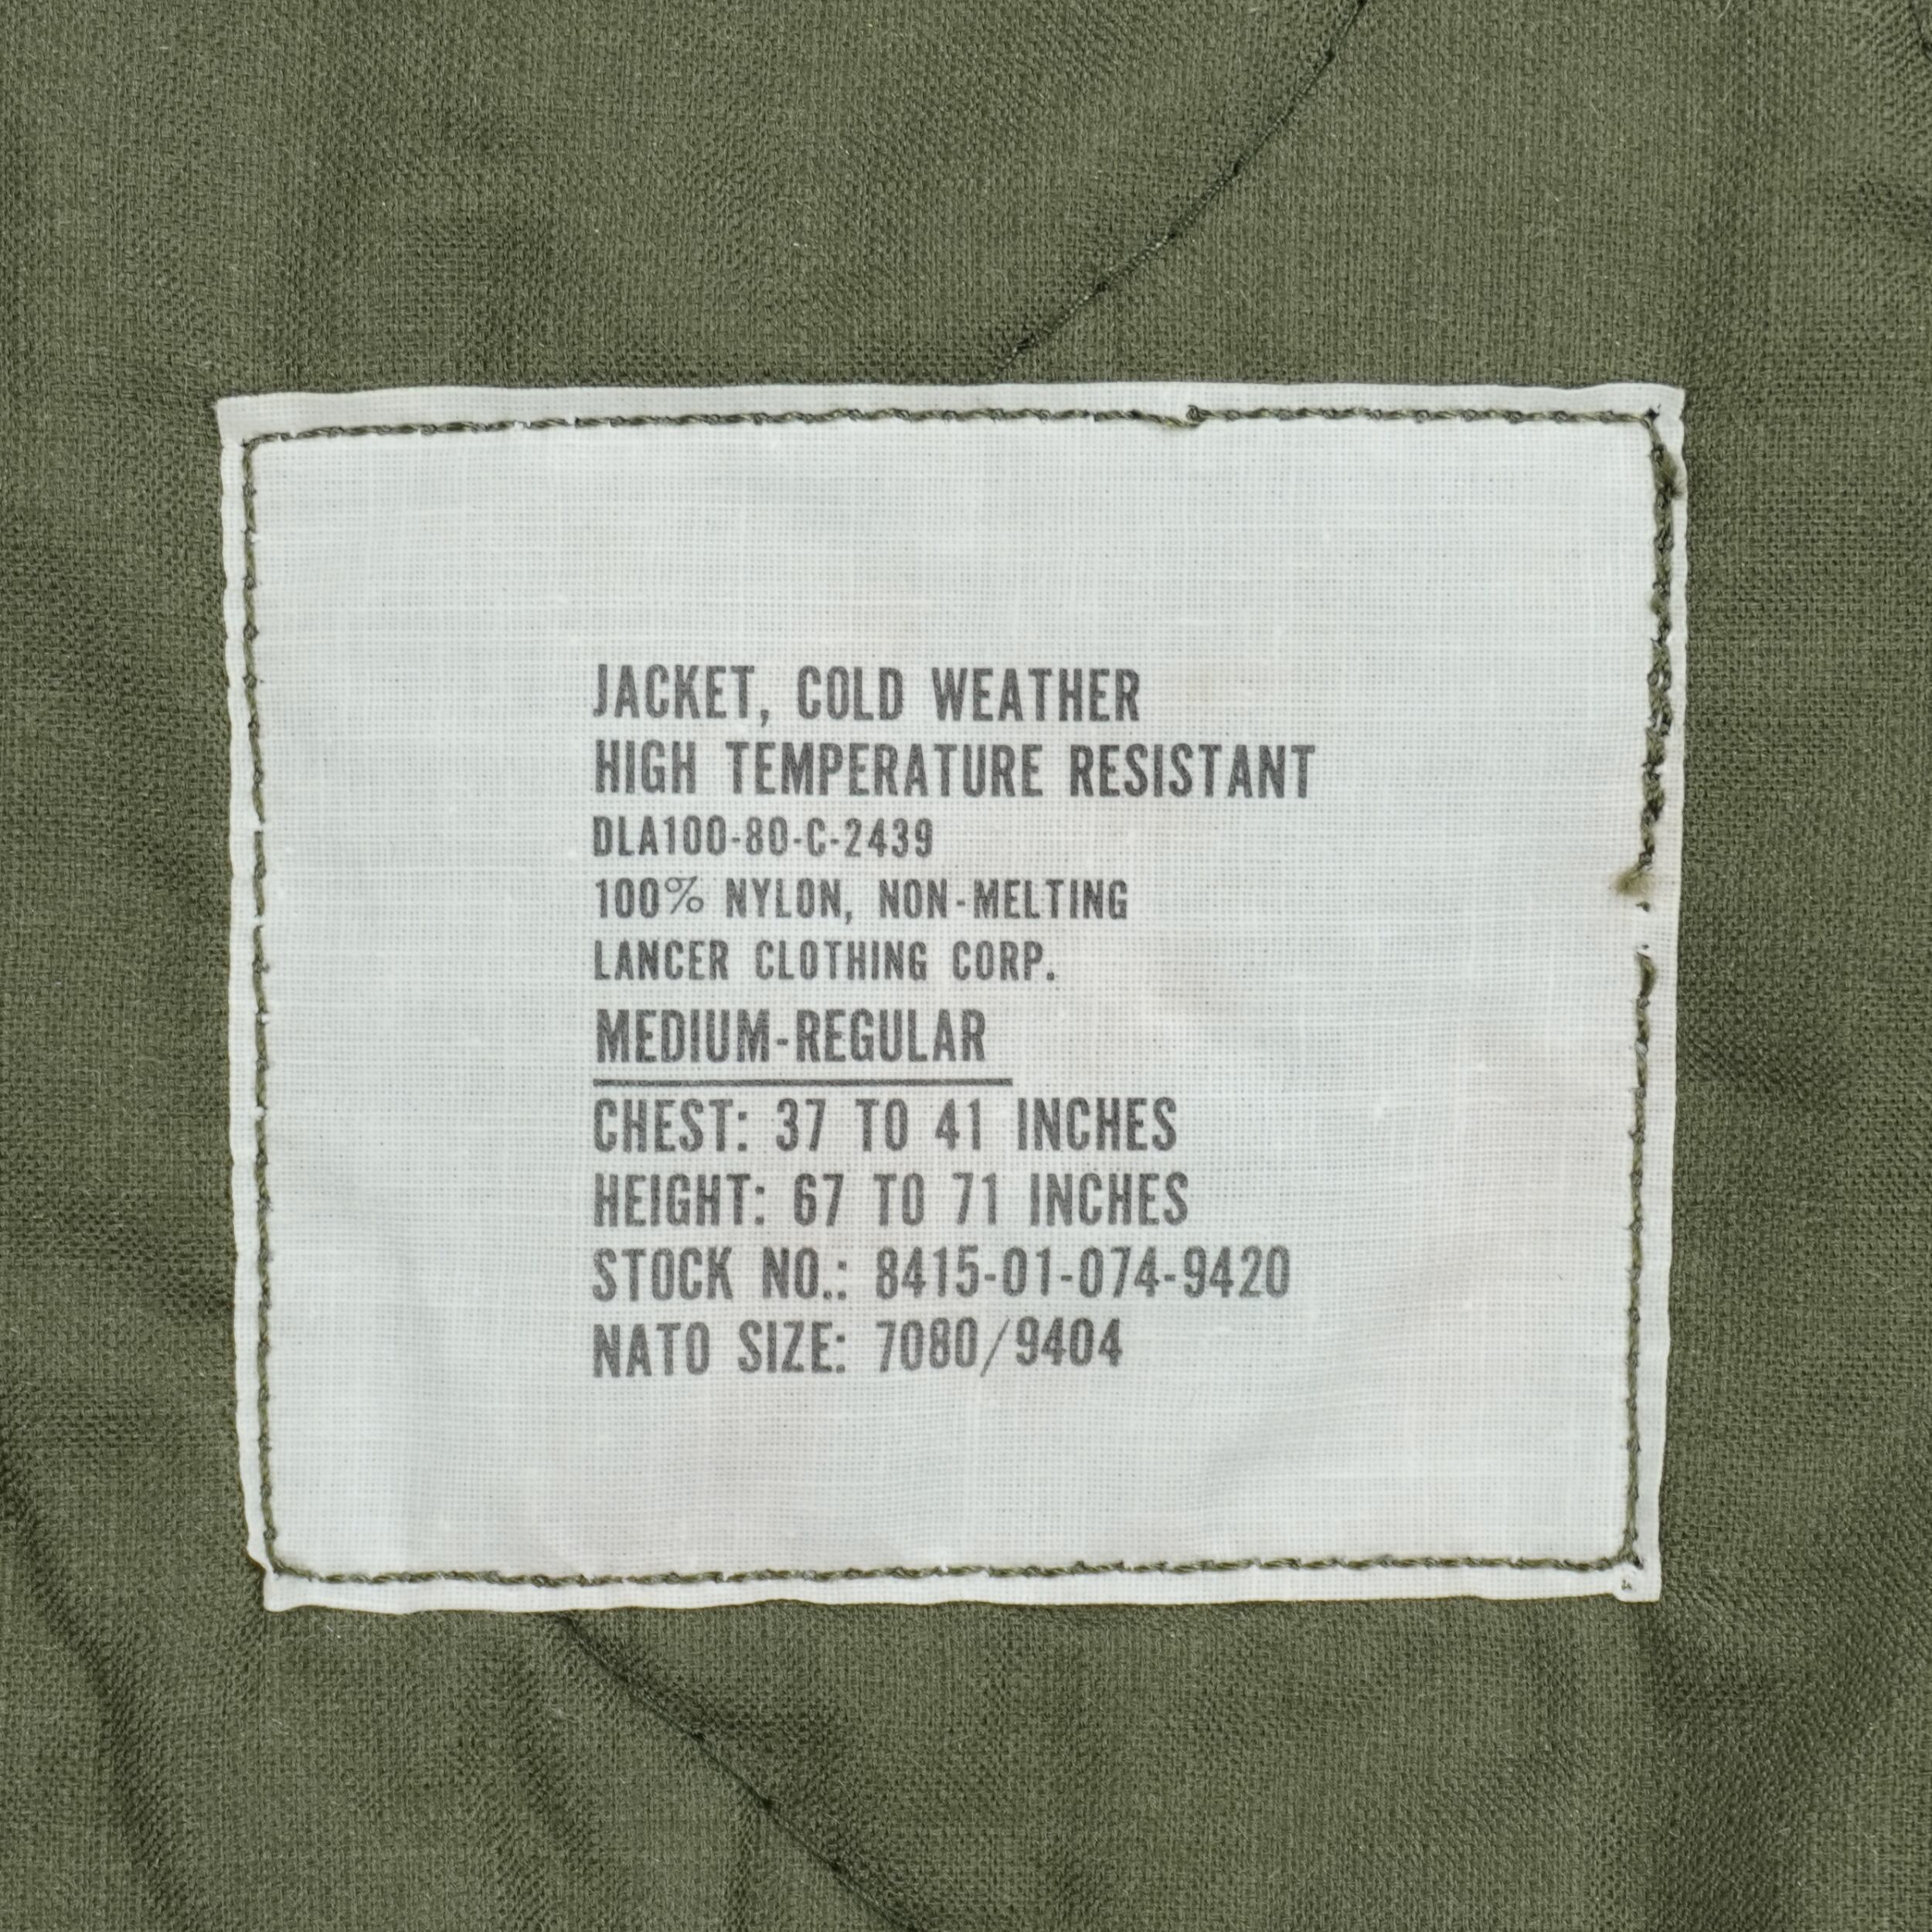 JACKET, COLD WEATHER
HIGH TEMPERATURE RESISTANT
DLA100-80-C-2439
100% NYLON, NON-MELTING
LANCER CLOTHING CORP.
MEDIUM-REGULAR
CHEST: 37 TO 41 INCHES
HEIGHT: 67 TO 71 INCHES
STOCK NO.: 8415-01-074-9420
NATO SIZE: 7080/9404